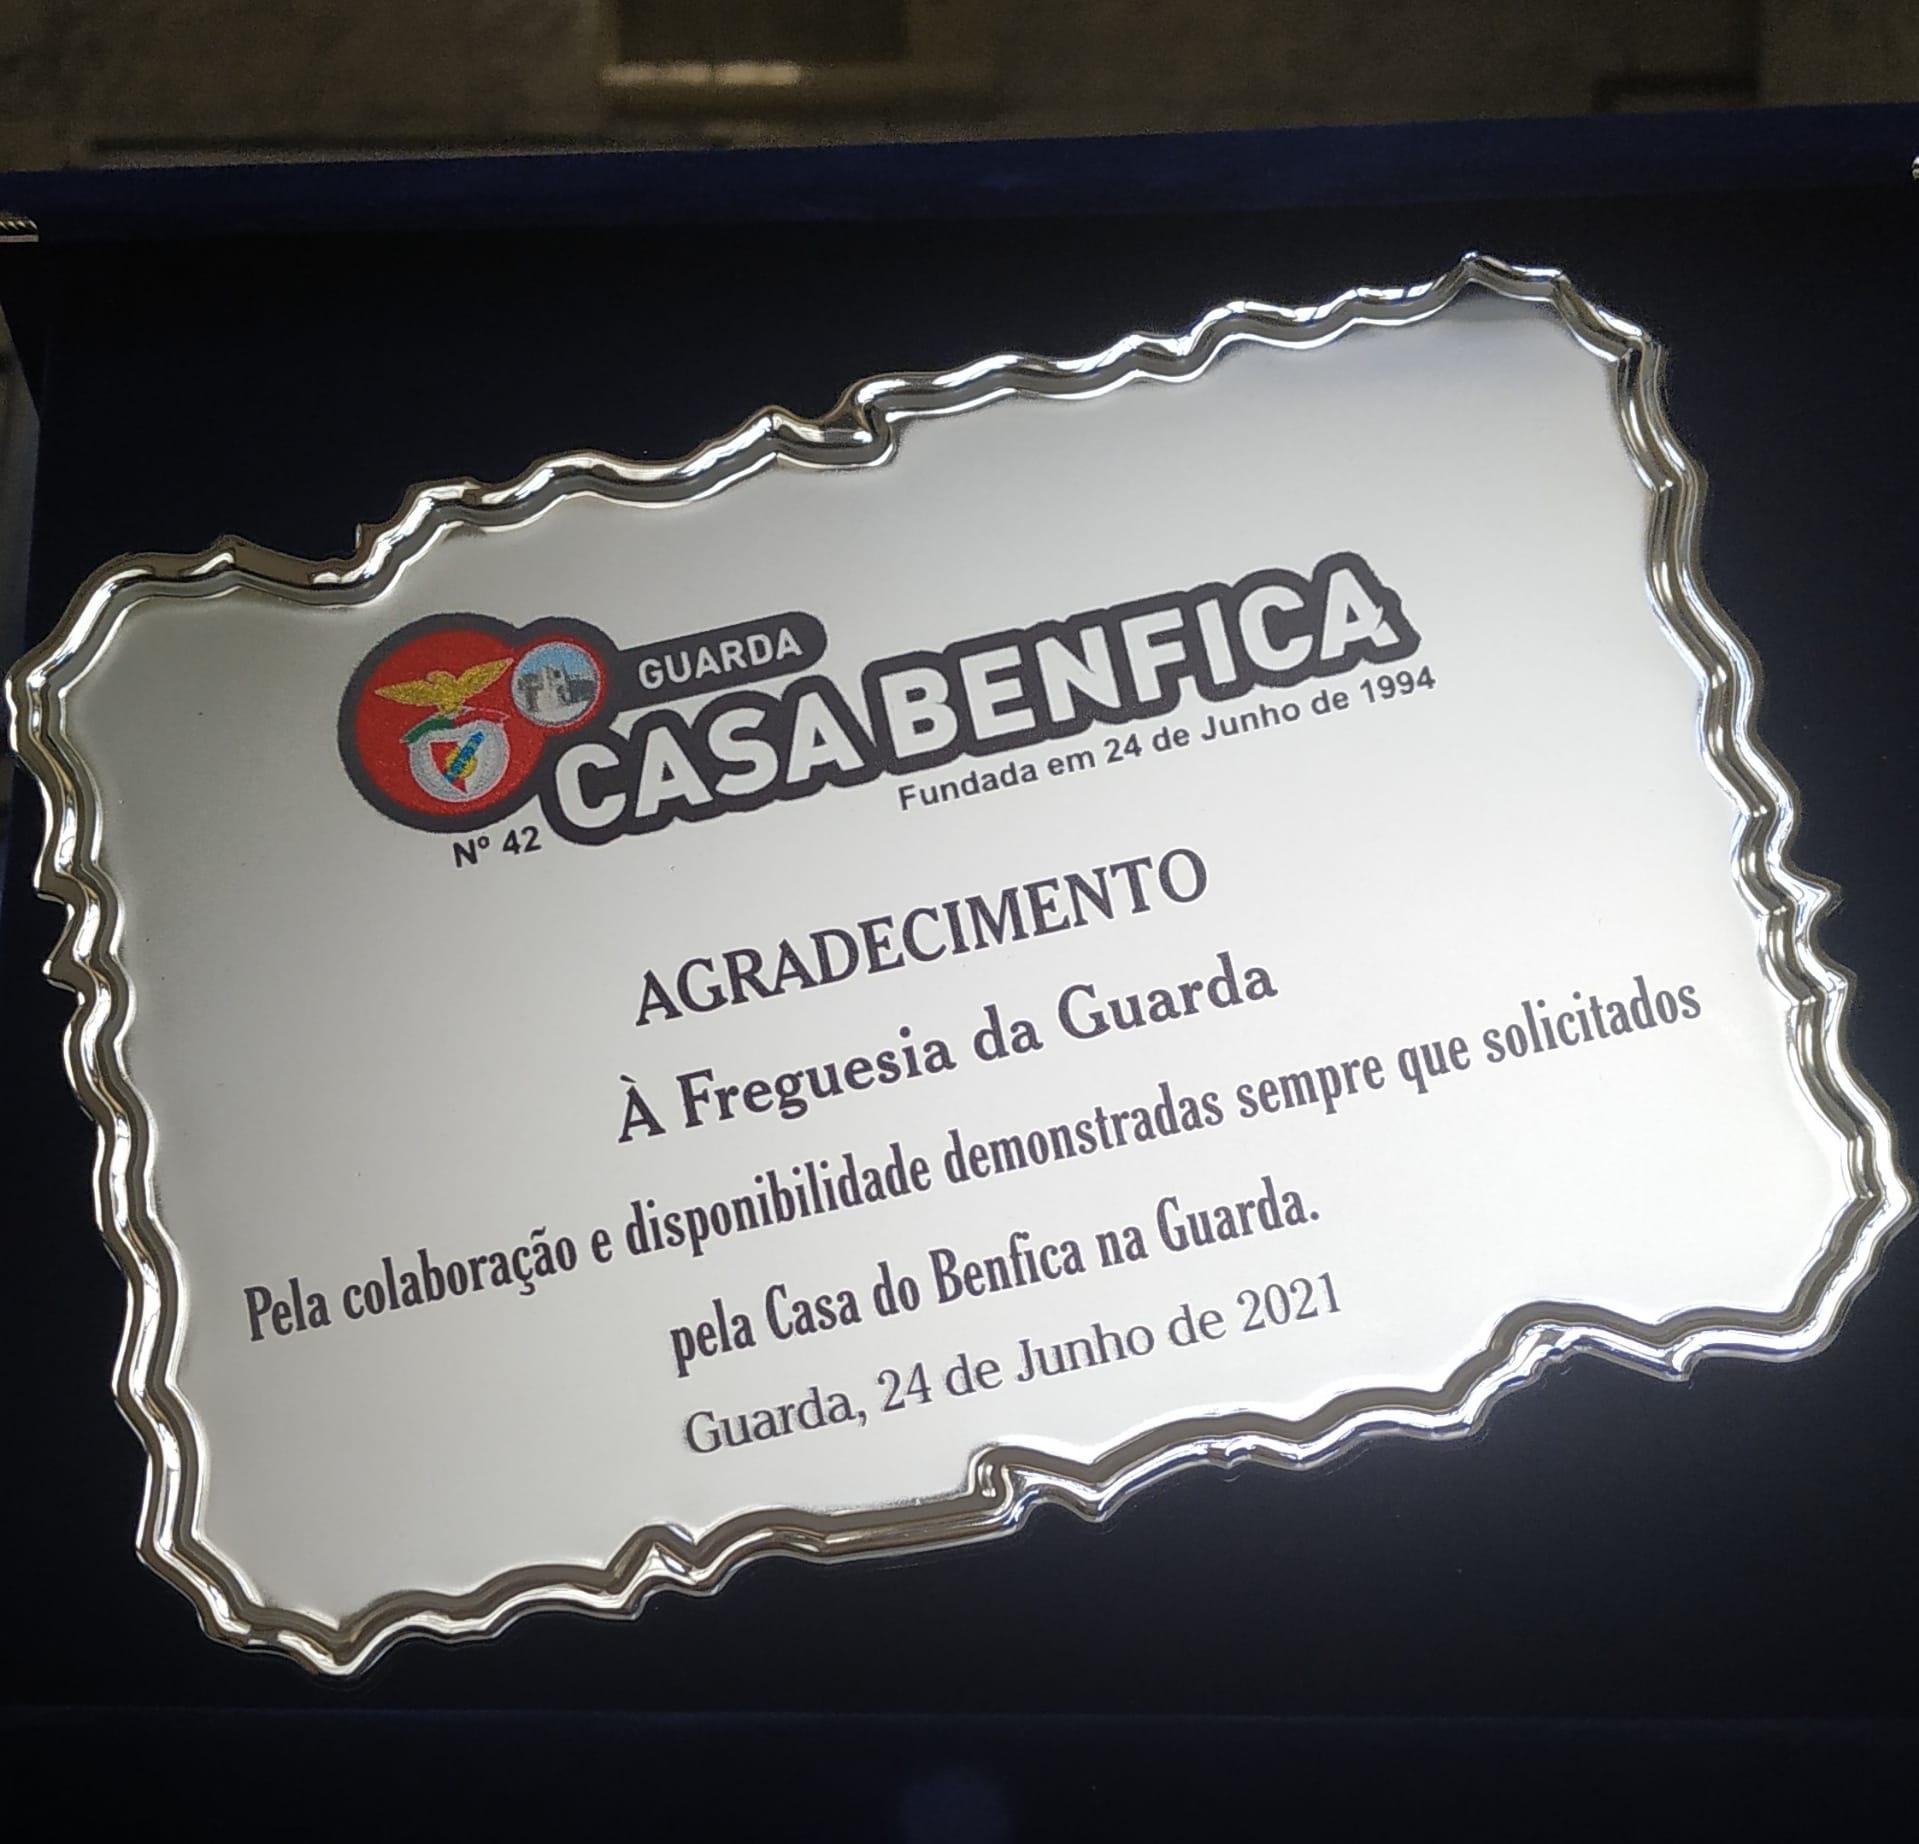 GUARDA
CASA BENFICA
Fundada em 24 de Junho de 1994
Nº 42
AGRADECIMENTO
À Freguesia da Guarda
Pela colaboração e disponibilidade demonstradas sempre que solicitados
pela Casa do Benfica na Guarda.
Guarda, 24 de Junho de 2021